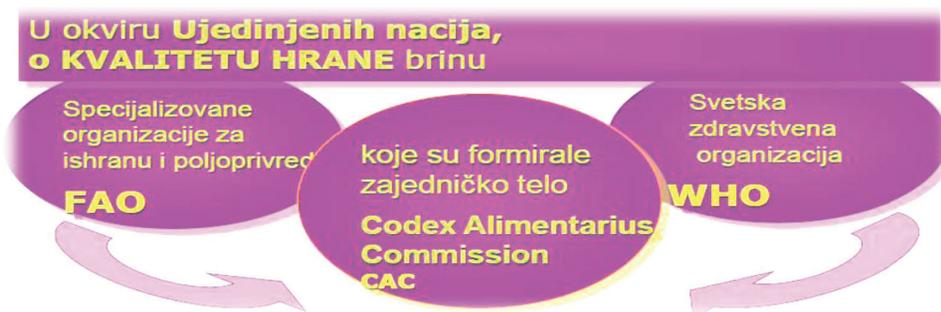 U okviru Ujedinjenih nacija,
o KVALITETU HRANE brinu
Specijalizovane
organizacije za
ishranu i poljoprivred
FAO
koje su formirale
zajedničko telo
Codex Alimentarius
Commission
CAC
Svetska
zdravstvena
organizacija
WHO